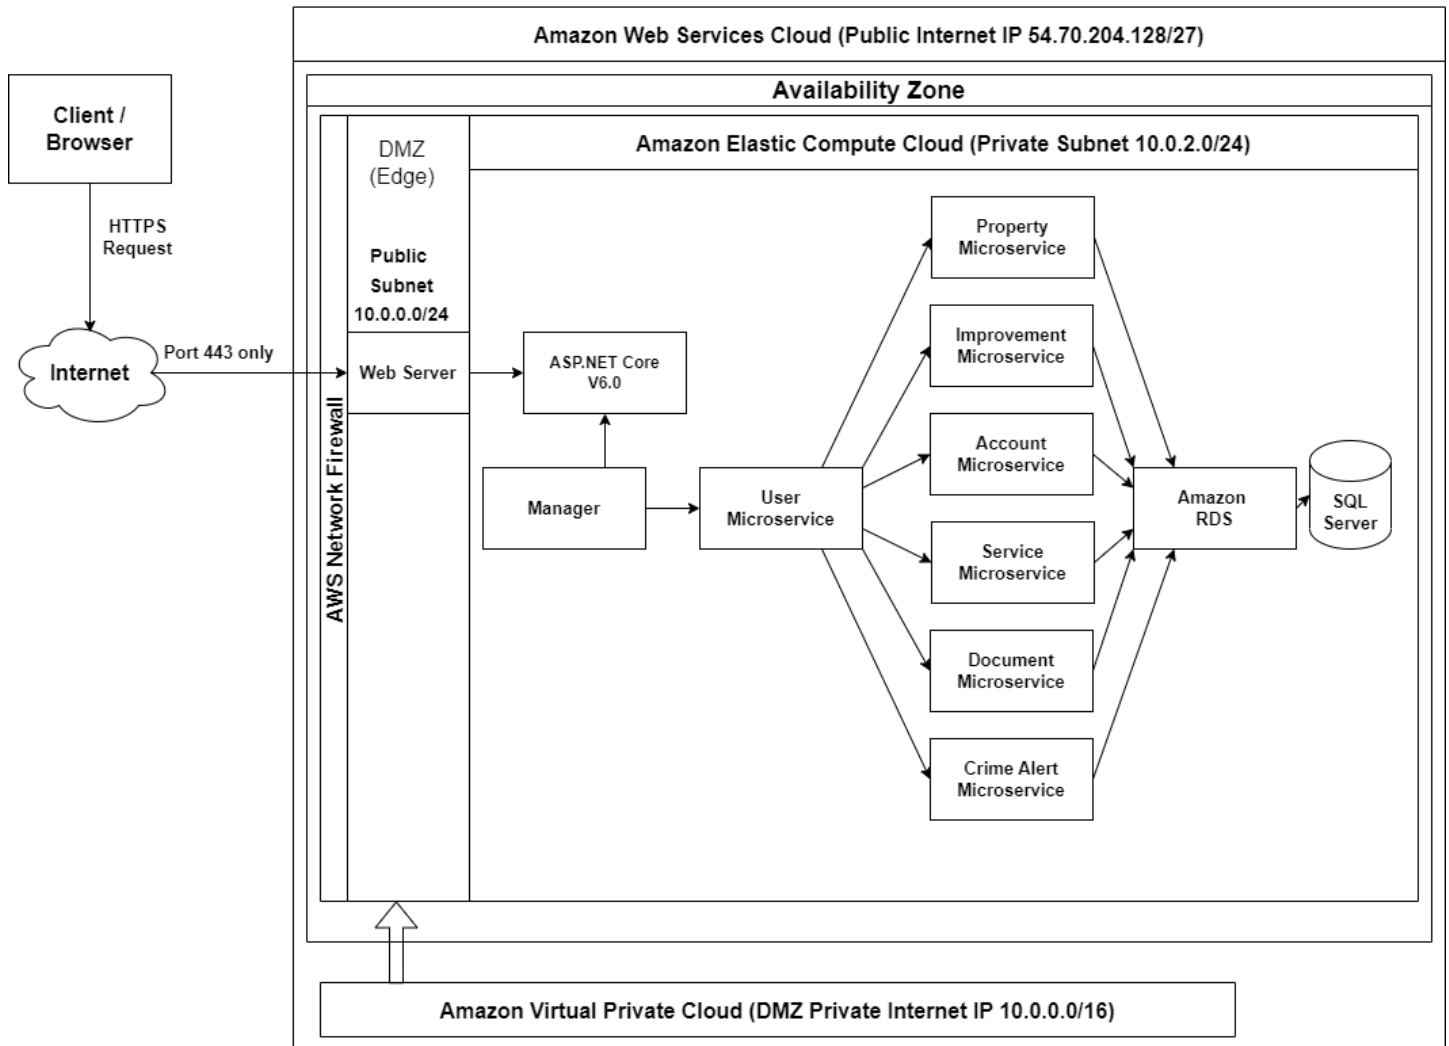 Amazon Web Services Cloud (Public Internet IP 54.70.204.128/27)
Availability Zone
Client /
Browser
DMZ
(Edge)
Amazon Elastic Compute Cloud (Private Subnet 10.0.2.0/24)
HTTPS
Request
Public
Subnet
10.0.0.0/24
Property
Microservice
Port 443 only
Internet
Web Server
ASP.NET Core
V6.0
Improvement
Microservice
AWS Network Firewall
Account
Microservice
Manager
User
Microservice
Amazon
RDS
SQL
Server
Service
Microservice
Document
Microservice
Crime Alert
Microservice
Amazon Virtual Private Cloud (DMZ Private Internet IP 10.0.0.0/16)